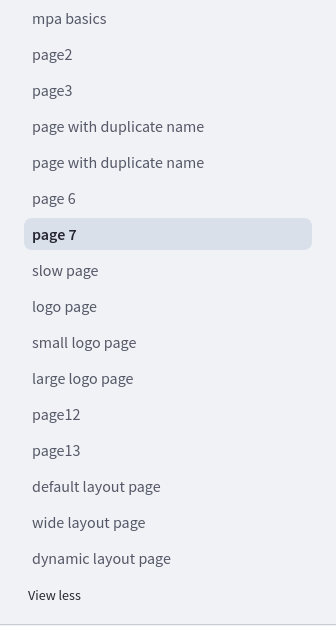 mpa basics
page2
page3
page with duplicate name
page with duplicate name
page 6
page 7
slow page
logo page
small logo page
large logo page
page12
page13
default layout page
wide layout page
dynamic layout page
View less